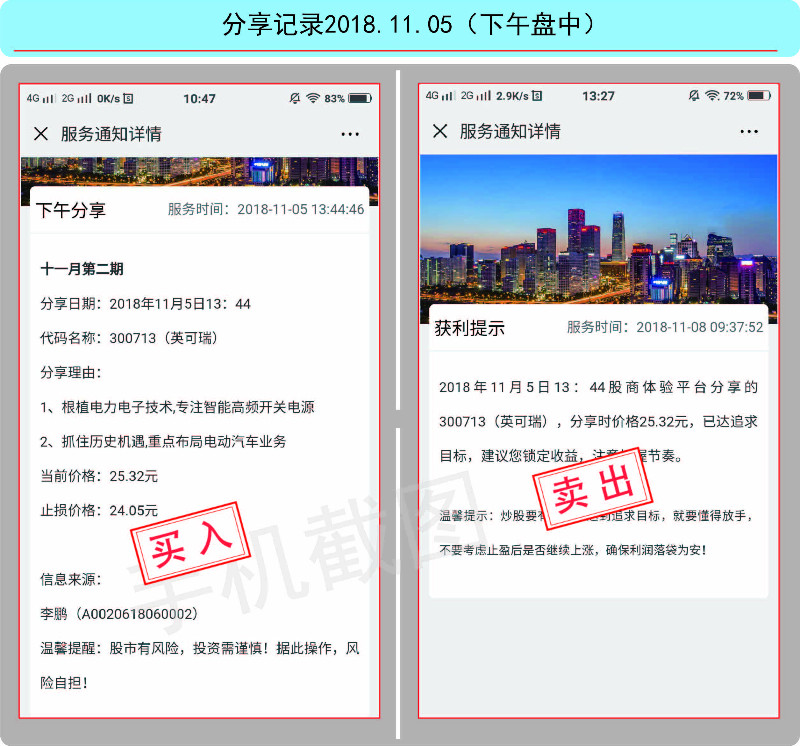 分享记录2018.11.05（下午盘中）
4G 2G 0K/s 10:47 83%
服务通知详情
下午分享 服务时间：2018-11-05 13:44:46
十一月第二期
分享日期：2018年11月5日13：44
代码名称：300713（英可瑞）
分享理由：
1、根植电力电子技术,专注智能高频开关电源
2、抓住历史机遇,重点布局电动汽车业务
当前价格：25.32元
止损价格：24.05元
买入
信息来源：
李鹏（A0020618060002）
温馨提醒：股市有风险，投资需谨慎！据此操作，风
险自担！
4G 2G 2.9K/s 13:27 72%
服务通知详情
获利提示 服务时间：2018-11-08 09:37:52
2018年11月5日13：44股商体验平台分享的
300713（英可瑞），分享时价格25.32元，已达追求
目标，建议您锁定收益，注意 握节奏。
卖出
温馨提示：炒股要有 到追求目标，就要懂得放手，
不要考虑止盈后是否继续上涨，确保利润落袋为安！
手机截图